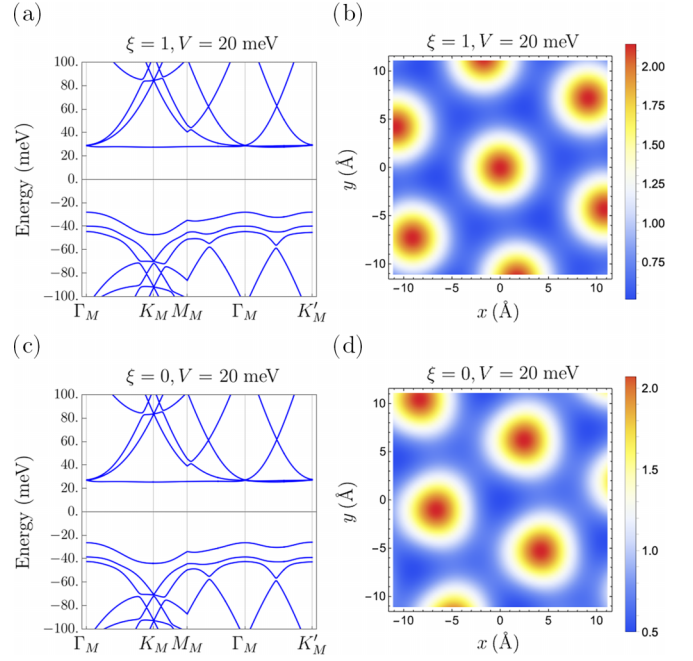 (a)
ξ = 1, V = 20 meV
Energy (meV)
100.
80.
60.
40.
20.
0.
−20.
−40.
−60.
−80.
−100.
Γ_M K_M M_M Γ_M K′_M
(b)
ξ = 1, V = 20 meV
y (Å)
10
5
0
−5
−10
−10 −5 0 5 10
x (Å)
2.00
1.75
1.50
1.25
1.00
0.75
(c)
ξ = 0, V = 20 meV
Energy (meV)
100.
80.
60.
40.
20.
0.
−20.
−40.
−60.
−80.
−100.
Γ_M K_M M_M Γ_M K′_M
(d)
ξ = 0, V = 20 meV
y (Å)
10
5
0
−5
−10
−10 −5 0 5 10
x (Å)
2.0
1.5
1.0
0.5